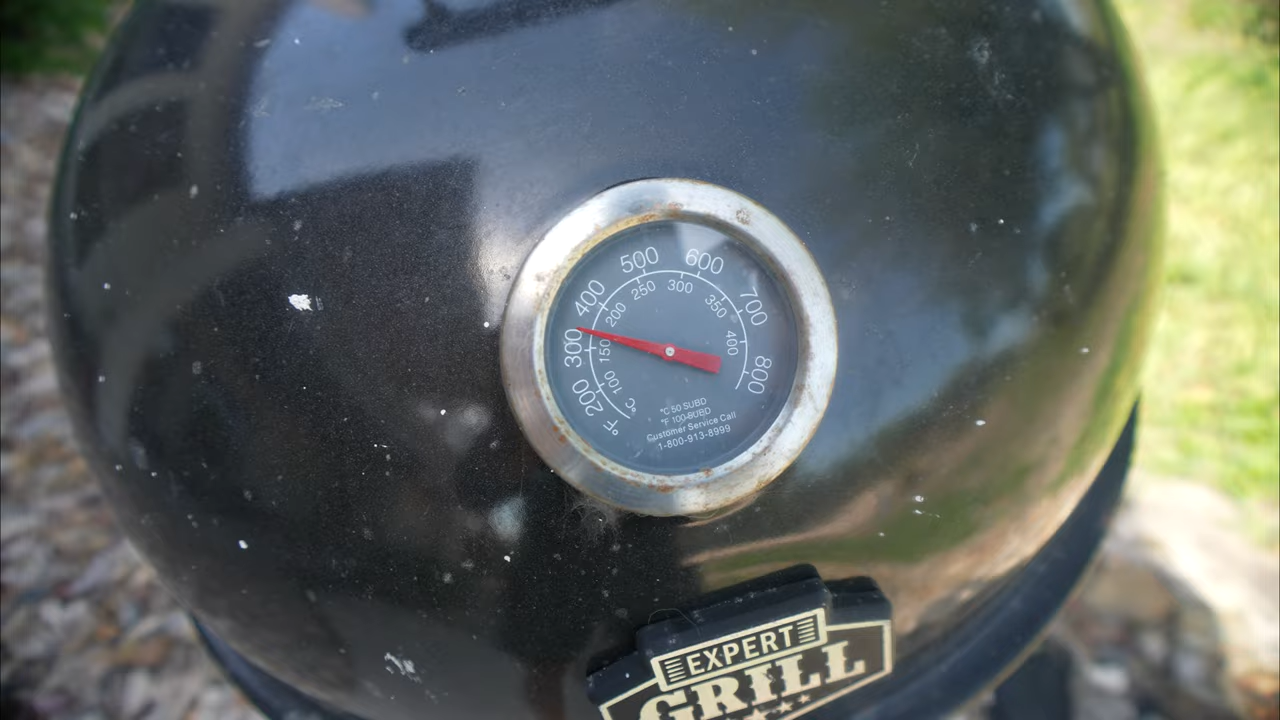 500 600
400 250 300 700
200 350
300 150 400
200 100 800
°F °C
°C 50 SUBD
°F 100-8UBD
Customer Service Call
1-800-913-8999
EXPERT
GRILL